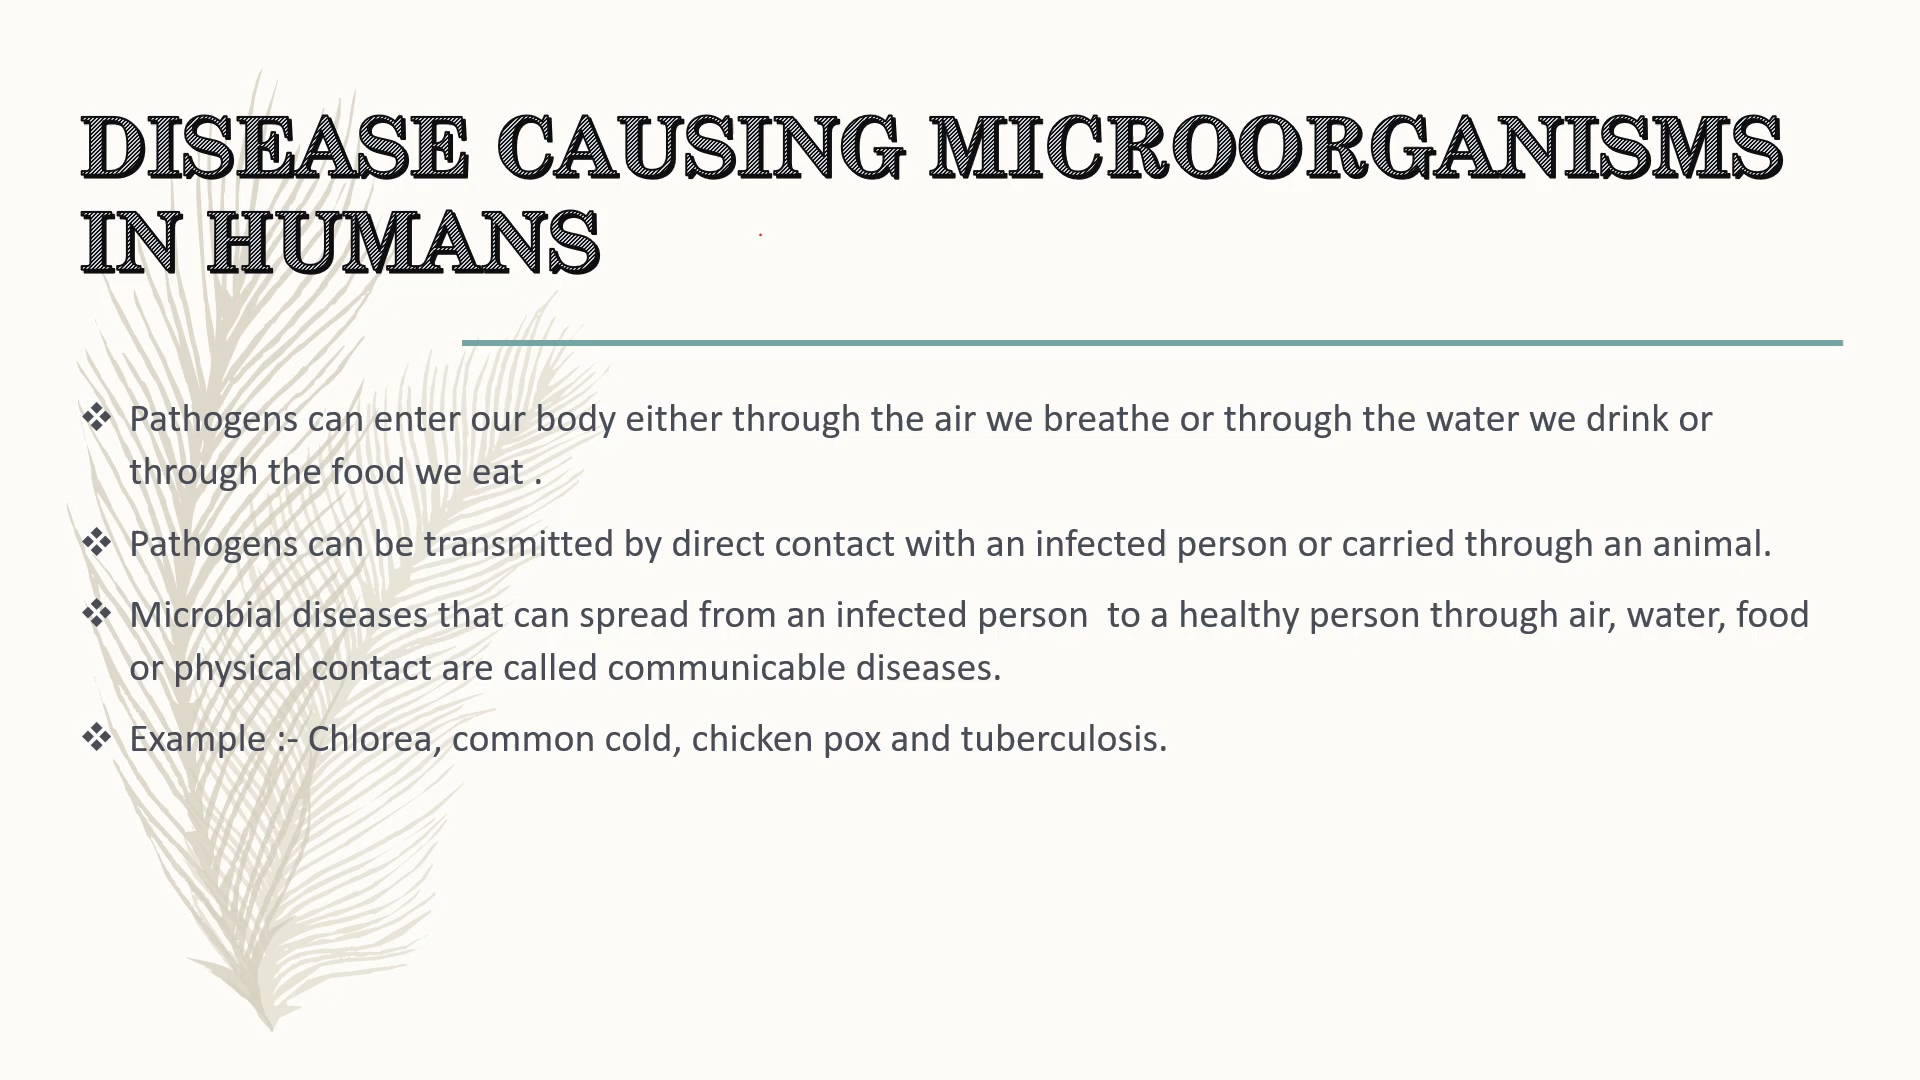 DISEASE CAUSING MICROORGANISMS
IN HUMANS
❖ Pathogens can enter our body either through the air we breathe or through the water we drink or
through the food we eat .
❖ Pathogens can be transmitted by direct contact with an infected person or carried through an animal.
❖ Microbial diseases that can spread from an infected person  to a healthy person through air, water, food
or physical contact are called communicable diseases.
❖ Example :- Chlorea, common cold, chicken pox and tuberculosis.